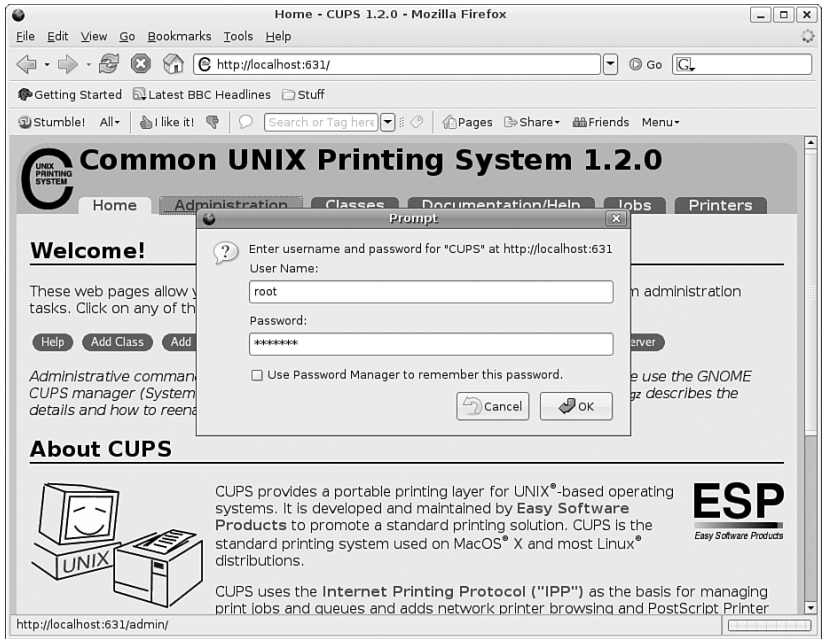 Home - CUPS 1.2.0 - Mozilla Firefox
File Edit View Go Bookmarks Tools Help
http://localhost:631/ Go G
Getting Started Latest BBC Headlines Stuff
Stumble! All I like it! Search or Tag here Pages Share Friends Menu
UNIX PRINTING SYSTEM
Common UNIX Printing System 1.2.0
Home Administration Classes Documentation/Help Jobs Printers
Prompt
Enter username and password for "CUPS" at http://localhost:631
User Name:
root
Password:
*******
Use Password Manager to remember this password.
Cancel OK
Welcome!
These web pages allow administration
tasks. Click on any of
Help Add Class Add
Administrative use the GNOME
CUPS manager (System describes the
details and how to
About CUPS
UNIX
CUPS provides a portable printing layer for UNIX®-based operating
systems. It is developed and maintained by Easy Software
Products to promote a standard printing solution. CUPS is the
standard printing system used on MacOS® X and most Linux®
distributions.
ESP
Easy Software Products
CUPS uses the Internet Printing Protocol ("IPP") as the basis for managing
print jobs and queues and adds network printer browsing and PostScript Printer
http://localhost:631/admin/